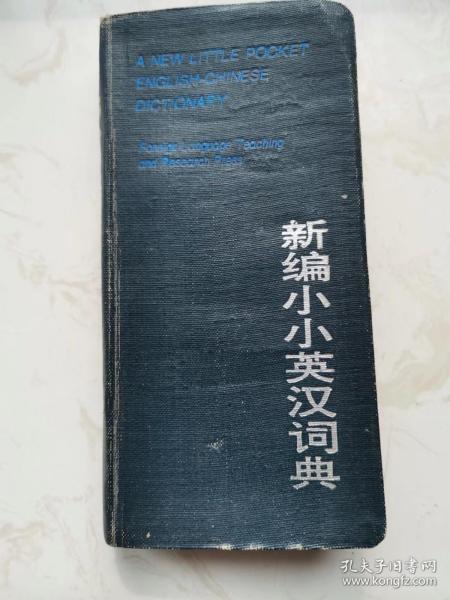 A NEW LITTLE POCKET
ENGLISH-CHINESE
DICTIONARY
Foreign Language Teaching
and Research Press
新编小小英汉词典
孔夫子旧书网
www.kongfz.com